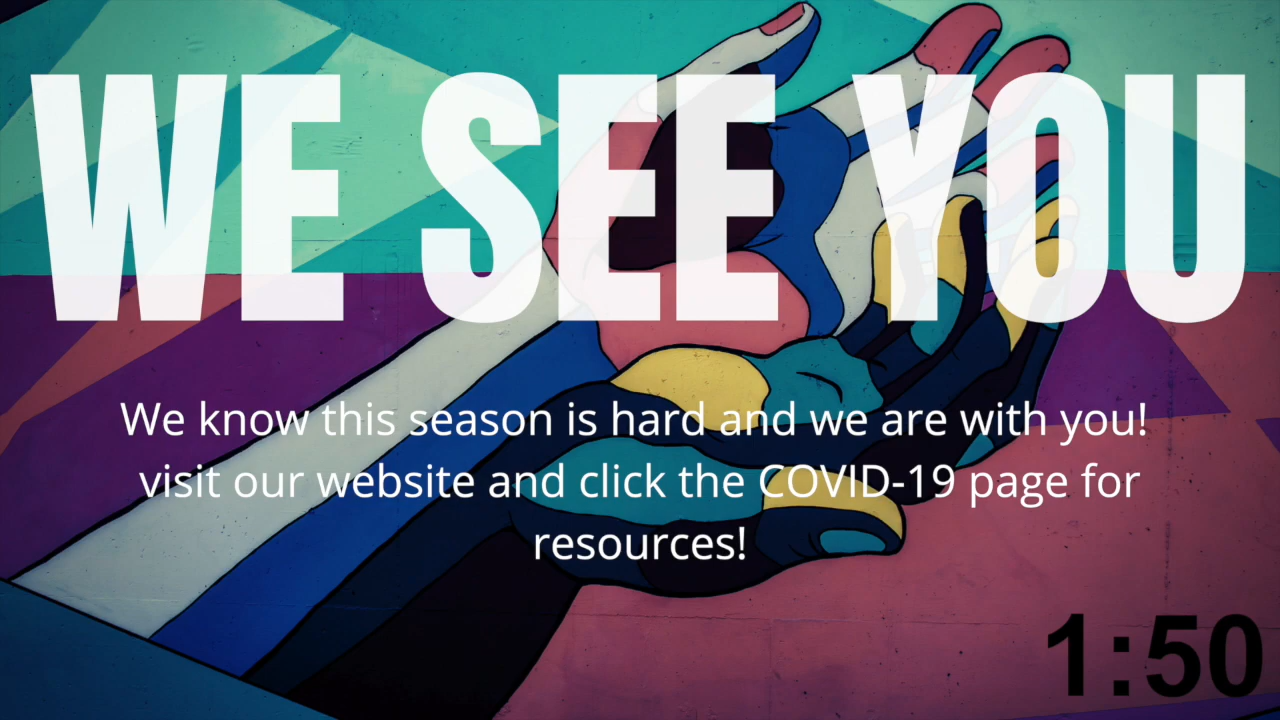 WE SEE YOU
We know this season is hard and we are with you!
visit our website and click the COVID-19 page for
resources!
1:50